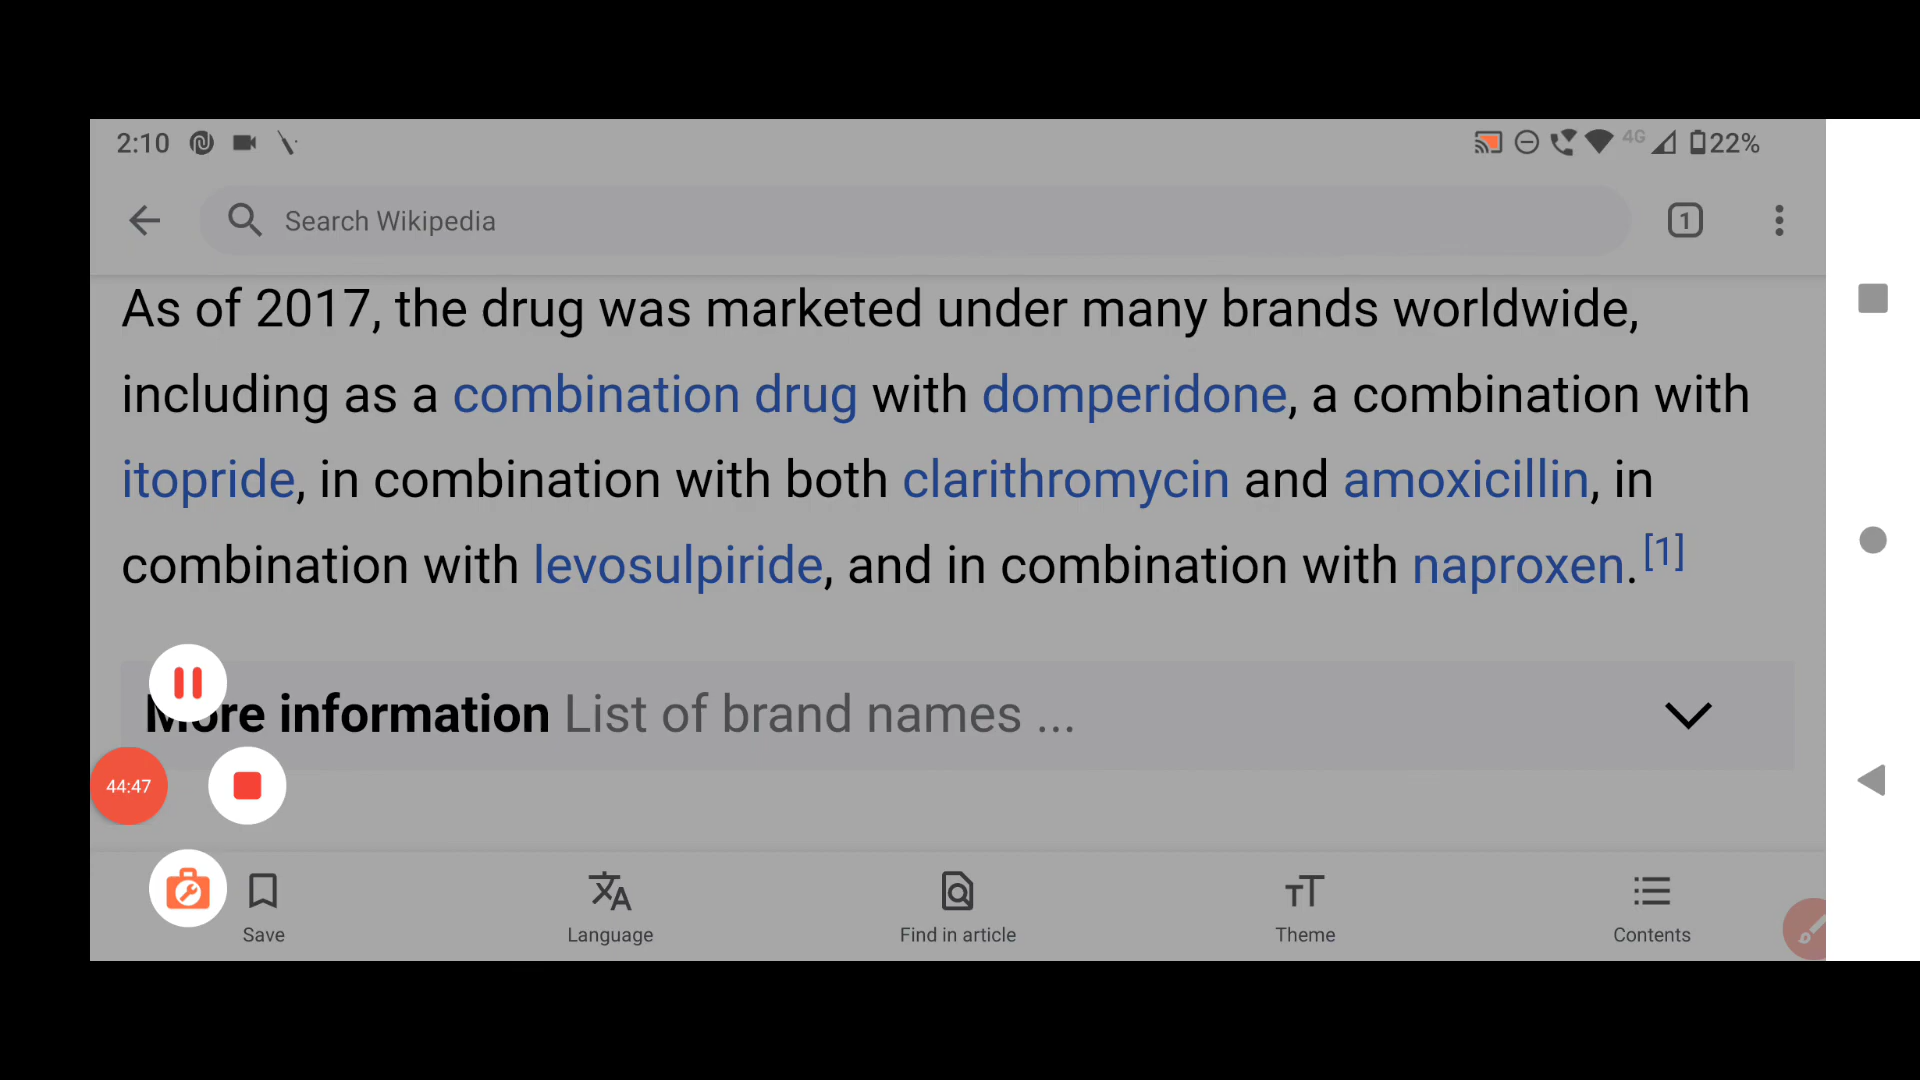 2:10
4G
22%
Search Wikipedia
1
As of 2017, the drug was marketed under many brands worldwide,
including as a combination drug with domperidone, a combination with
itopride, in combination with both clarithromycin and amoxicillin, in
combination with levosulpiride, and in combination with naproxen.[1]
More information List of brand names ...
44:47
Save
Language
Find in article
Theme
Contents